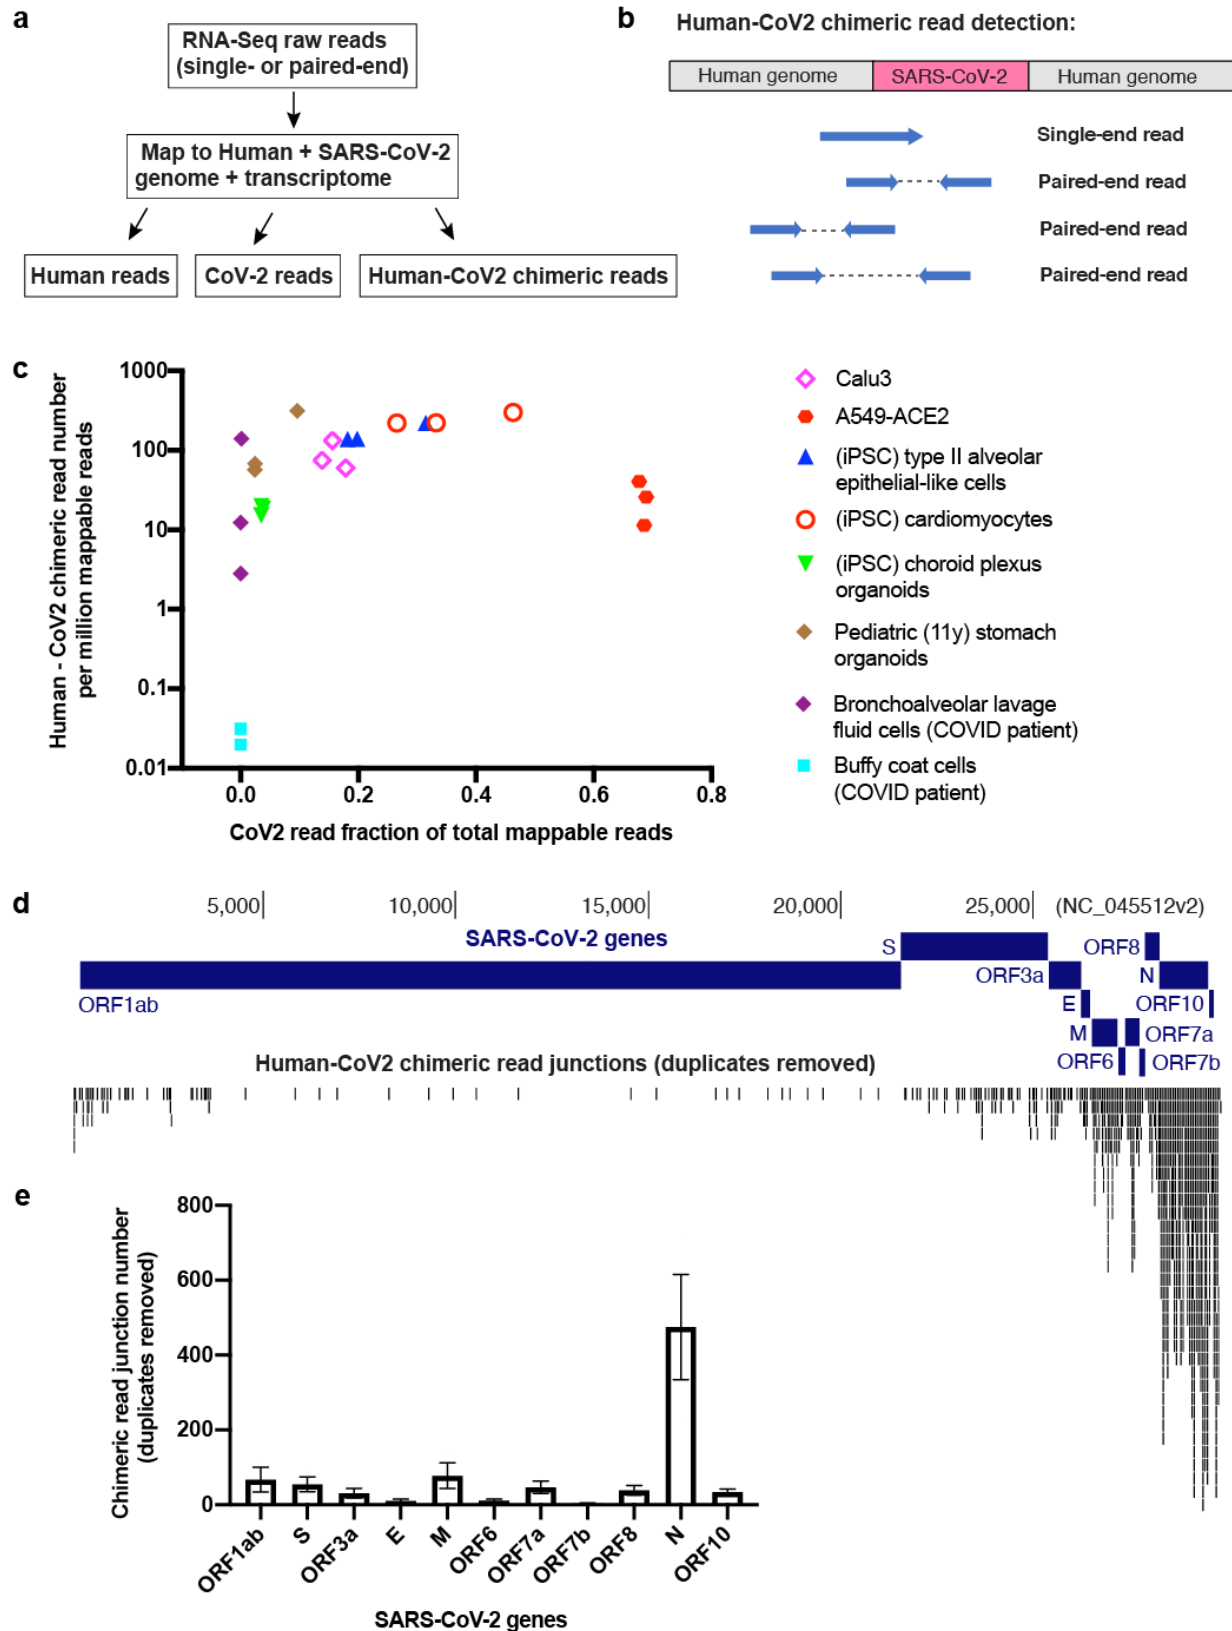 a
RNA-Seq raw reads
(single- or paired-end)
Map to Human + SARS-CoV-2
genome + transcriptome
Human reads
CoV-2 reads
Human-CoV2 chimeric reads
b
Human-CoV2 chimeric read detection:
Human genome
SARS-CoV-2
Human genome
Single-end read
Paired-end read
Paired-end read
Paired-end read
c
Human - CoV2 chimeric read number
per million mappable reads
1000
100
10
1
0.1
0.01
0.0
0.2
0.4
0.6
0.8
CoV2 read fraction of total mappable reads
Calu3
A549-ACE2
(iPSC) type II alveolar
epithelial-like cells
(iPSC) cardiomyocytes
(iPSC) choroid plexus
organoids
Pediatric (11y) stomach
organoids
Bronchoalveolar lavage
fluid cells (COVID patient)
Buffy coat cells
(COVID patient)
d
5,000
10,000
15,000
20,000
25,000
(NC_045512v2)
SARS-CoV-2 genes
S
ORF8
ORF3a
N
ORF1ab
E
ORF10
M
ORF7a
ORF6
ORF7b
Human-CoV2 chimeric read junctions (duplicates removed)
e
Chimeric read junction number
(duplicates removed)
800
600
400
200
0
ORF1ab
S
ORF3a
E
M
ORF6
ORF7a
ORF7b
ORF8
N
ORF10
SARS-CoV-2 genes